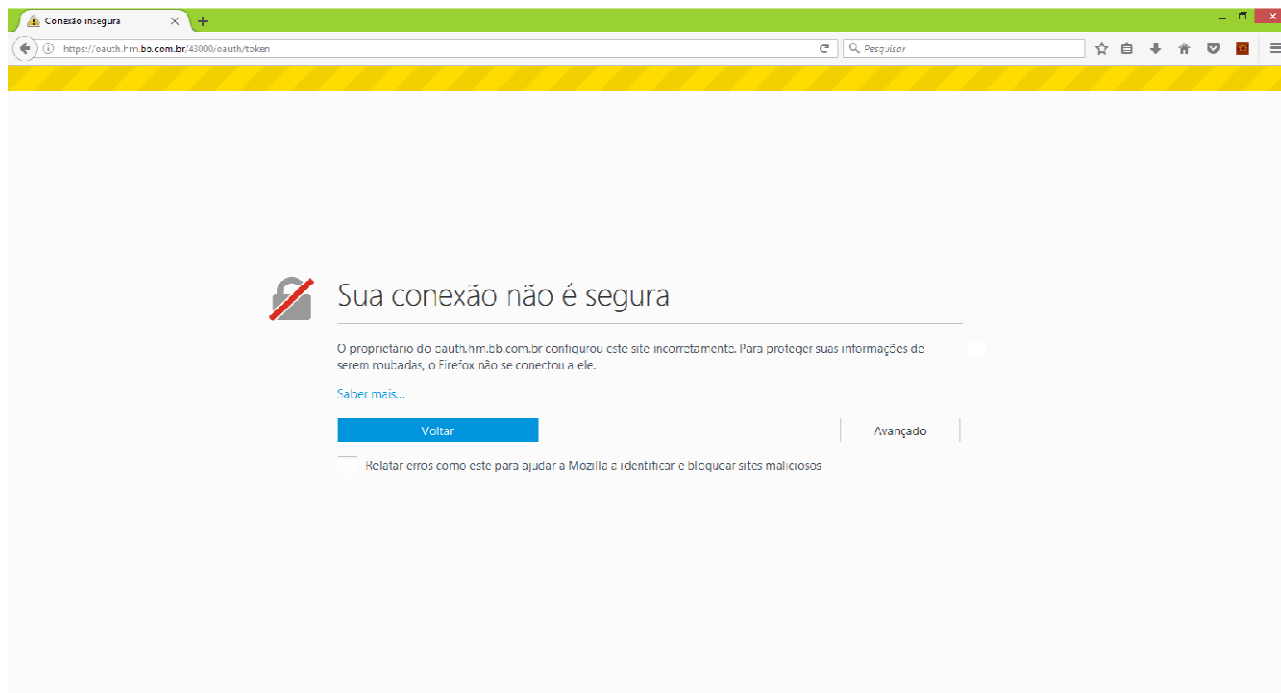 Conexão insegura
https://oauth.hm.bb.com.br/43000/oauth/token
Pesquisar
Sua conexão não é segura
O proprietário do oauth.hm.bb.com.br configurou este site incorretamente. Para proteger suas informações de
serem roubadas, o Firefox não se conectou a ele.
Saber mais...
Voltar
Avançado
Relatar erros como este para ajudar a Mozilla a identificar e bloquear sites maliciosos